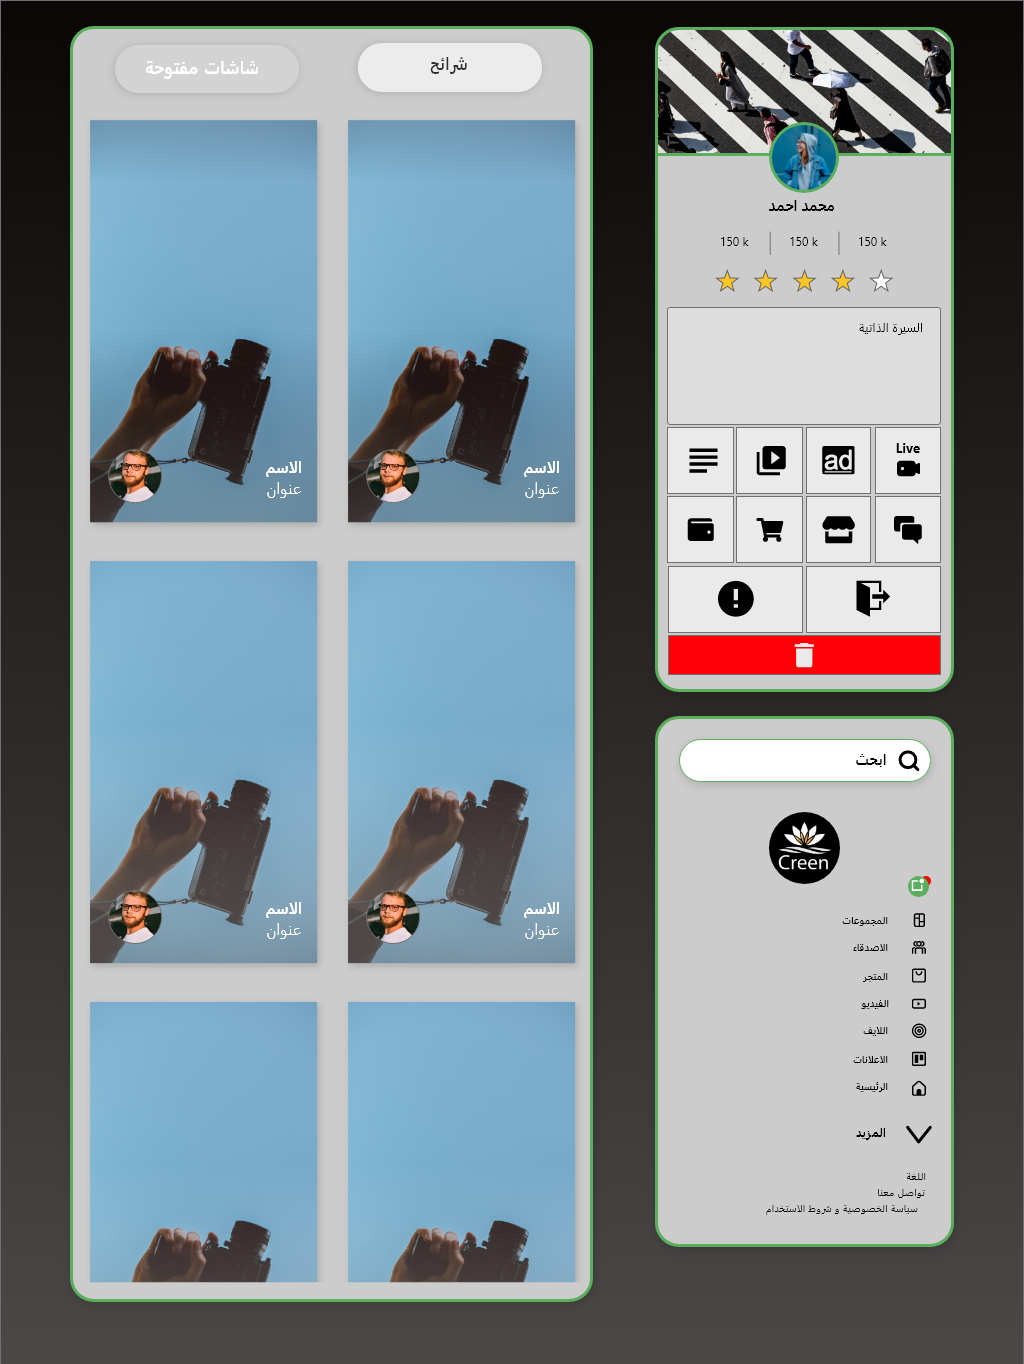 شرائح
شاشات مفتوحة
الاسم
عنوان
الاسم
عنوان
الاسم
عنوان
الاسم
عنوان
محمد احمد
150 k
150 k
150 k
السيرة الذاتية
ad
Live
ابحث
Creen
المجموعات
الاصدقاء
المتجر
الفيديو
اللايف
الاعلانات
الرئيسية
المزيد
اللغة
تواصل معنا
سياسة الخصوصية و شروط الاستخدام